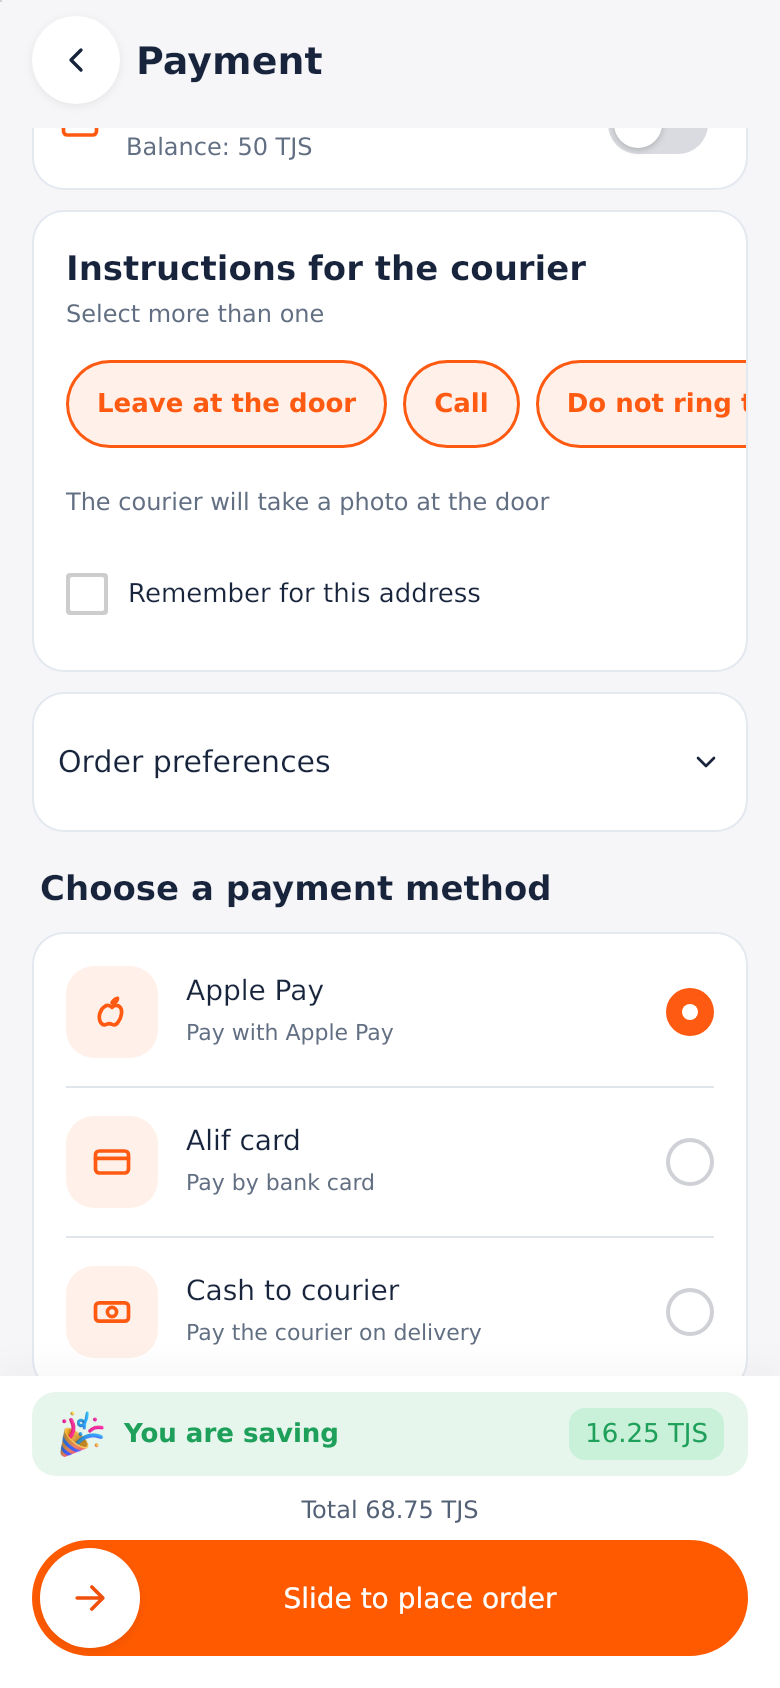 Payment
Balance: 50 TJS
Instructions for the courier
Select more than one
Leave at the door
Call
Do not ring
The courier will take a photo at the door
Remember for this address
Order preferences
Choose a payment method
Apple Pay
Pay with Apple Pay
Alif card
Pay by bank card
Cash to courier
Pay the courier on delivery
You are saving
16.25 TJS
Total 68.75 TJS
Slide to place order